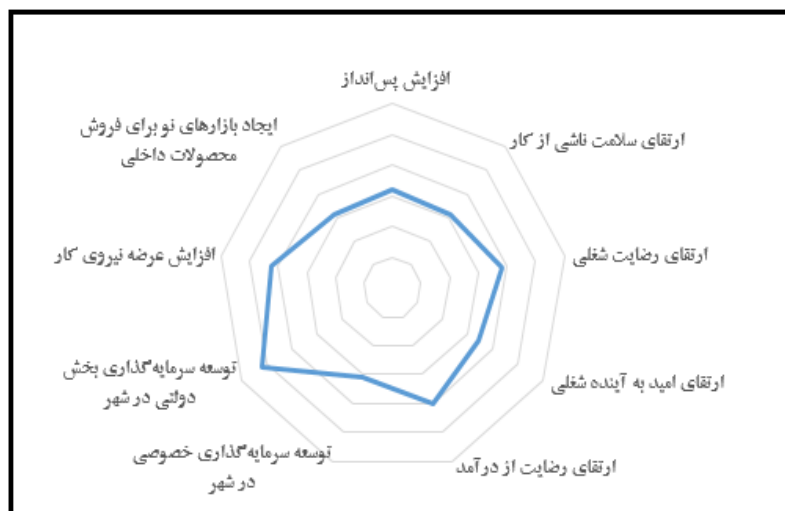 افزایش پس‌انداز
ارتقای سلامت ناشی از کار
ارتقای رضایت شغلی
ارتقای امید به آینده شغلی
ارتقای رضایت از درآمد
توسعه سرمایه‌گذاری خصوصی
در شهر
توسعه سرمایه‌گذاری بخش
دولتی در شهر
افزایش عرضه نیروی کار
ایجاد بازارهای نو برای فروش
محصولات داخلی